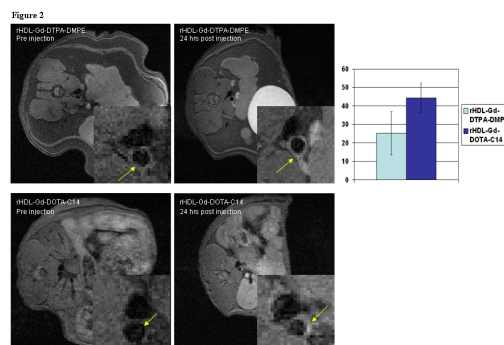 Figure 2
rHDL-Gd-DTPA-DMPE
Pre injection
rHDL-Gd-DTPA-DMPE
24 hrs post injection
rHDL-Gd-DOTA-C14
Pre injection
rHDL-Gd-DOTA-C14
24 hrs post injection
60
50
40
30
20
10
0
rHDL-Gd-
DTPA-DMP
rHDL-Gd-
DOTA-C14